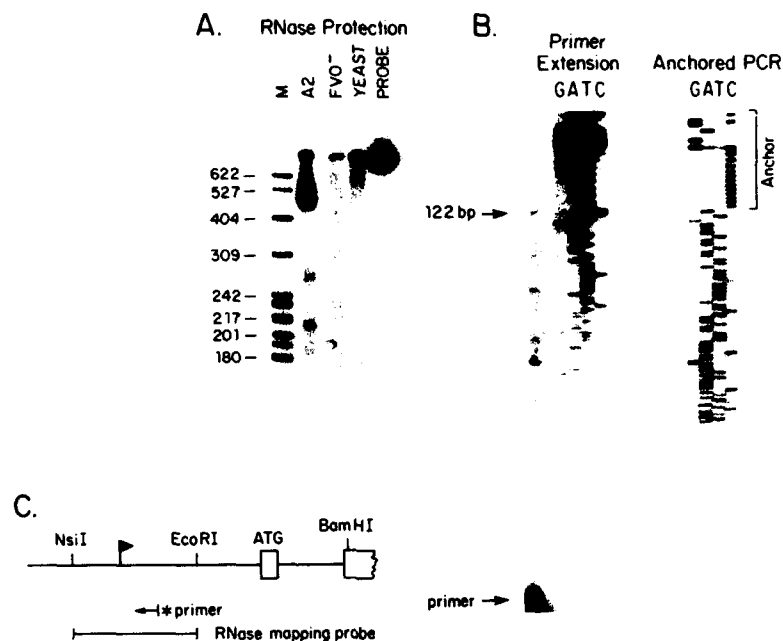 A. RNase Protection
M A2 FVO⁻ YEAST PROBE
622
527
404
309
242
217
201
180
B. Primer Extension
GATC
Anchored PCR
GATC
Anchor
122 bp
primer
C.
NsiI EcoRI ATG BamHI
* primer
RNase mapping probe